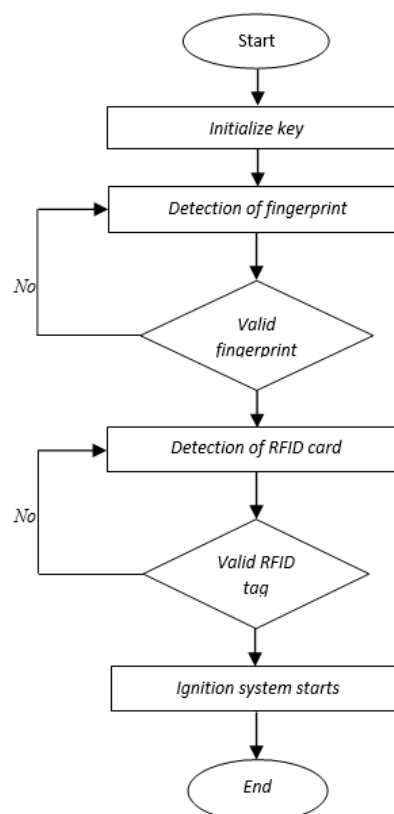 Start
Initialize key
Detection of fingerprint
No
Valid
fingerprint
Detection of RFID card
No
Valid RFID
tag
Ignition system starts
End